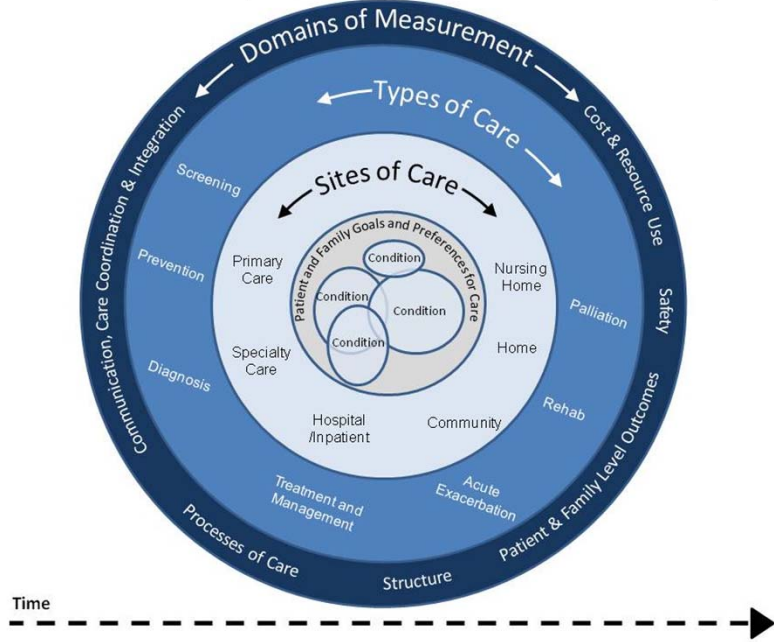 Domains of Measurement
Communication, Care Coordination & Integration
Cost & Resource Use
Safety
Patient & Family Level Outcomes
Structure
Processes of Care
Types of Care
Screening
Prevention
Diagnosis
Treatment and
Management
Acute
Exacerbation
Rehab
Palliation
Sites of Care
Primary
Care
Specialty
Care
Hospital
/Inpatient
Community
Home
Nursing
Home
Patient and Family Goals and Preferences for Care
Condition
Condition
Condition
Condition
Time